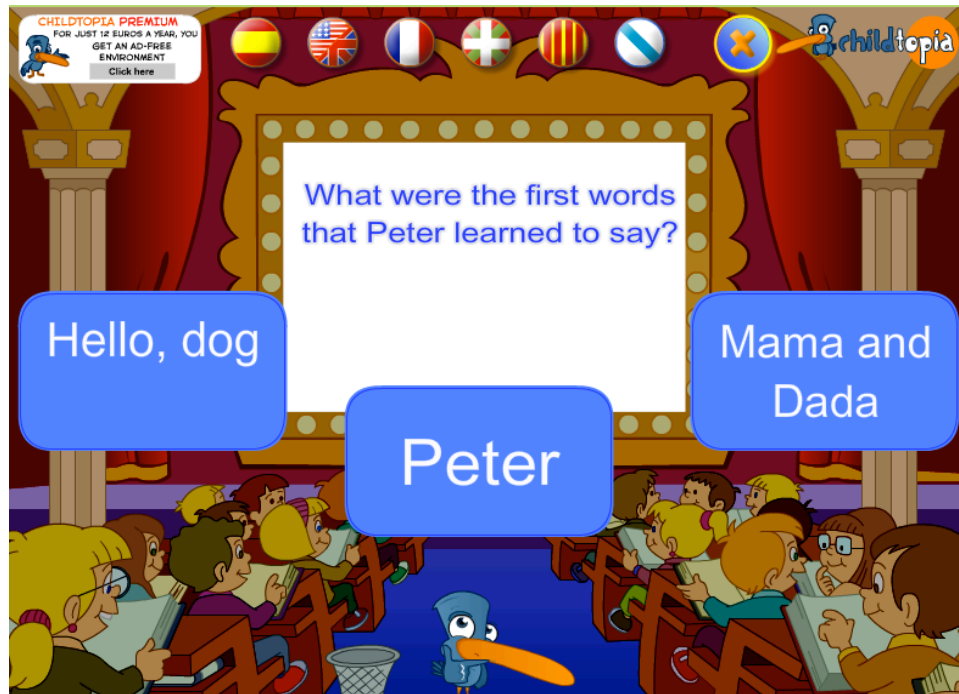 CHILDTOPIA PREMIUM
FOR JUST 12 EUROS A YEAR, YOU
GET AN AD-FREE
ENVIRONMENT
Click here
childtopia
What were the first words
that Peter learned to say?
Hello, dog
Mama and
Dada
Peter